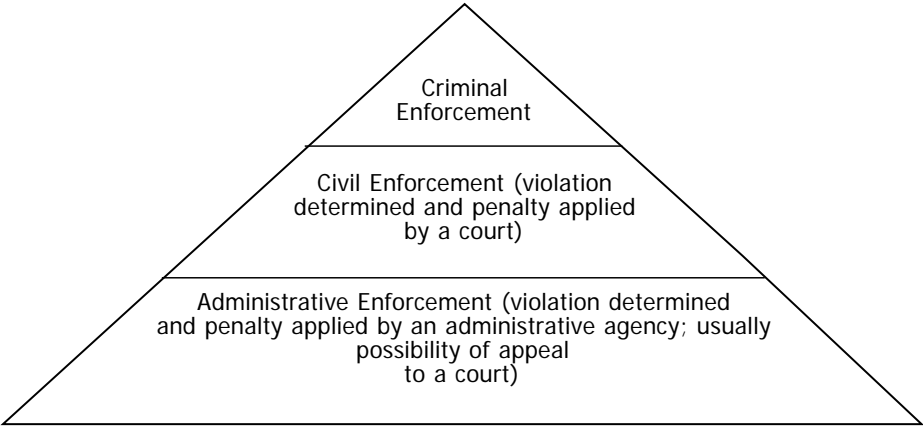 Criminal
Enforcement
Civil Enforcement (violation
determined and penalty applied
by a court)
Administrative Enforcement (violation determined
and penalty applied by an administrative agency; usually
possibility of appeal
to a court)